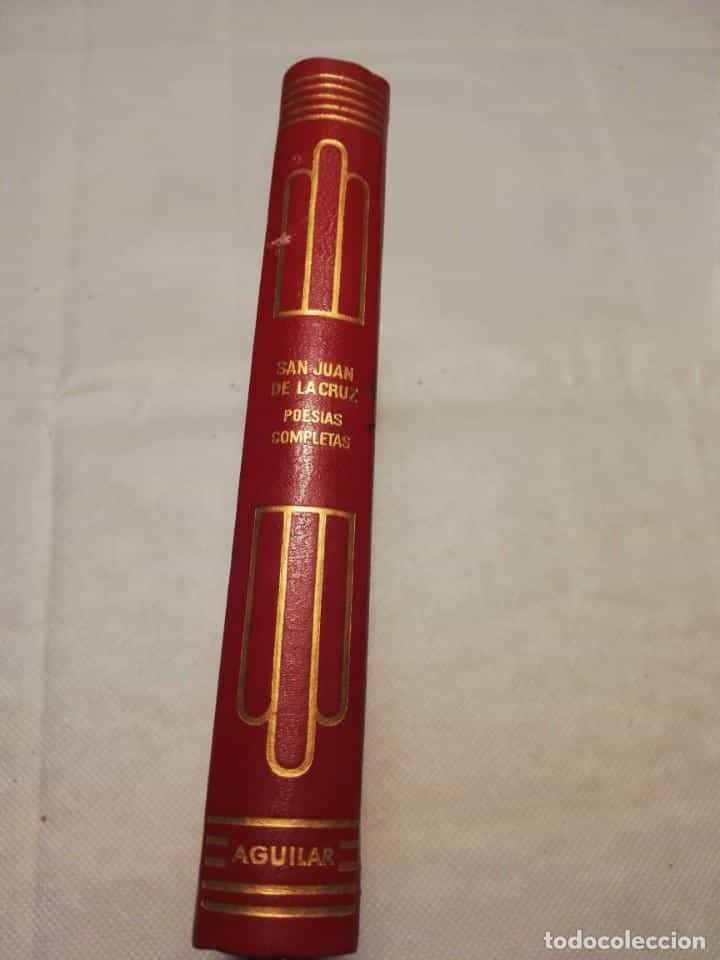 SAN JUAN
DE LA CRUZ
POESIAS
COMPLETAS
AGUILAR
todocoleccion